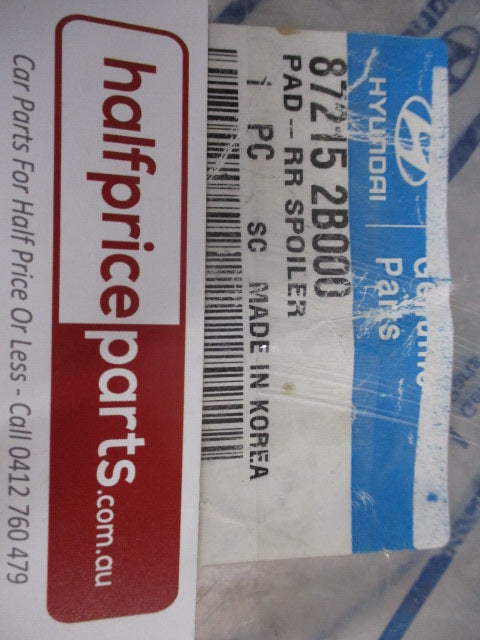 HYUNDAI
Genuine
Parts
87215 2B000
PAD--RR SPOILER
1 PC SC MADE IN KOREA
halfpriceparts.com.au
Car Parts For Half Price Or Less - Call 0412 760 479